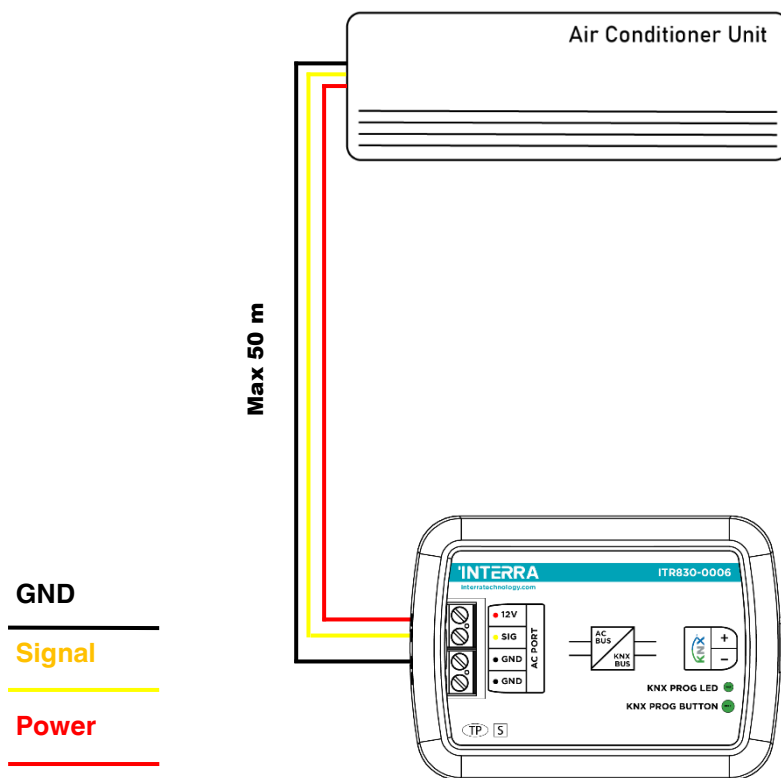 Air Conditioner Unit
Max 50 m
GND
Signal
Power
INTERRA
ITR830-0006
interratechnology.com
12V
SIG
GND
GND
AC PORT
AC
BUS
KNX
BUS
KNX
+
−
KNX PROG LED
KNX PROG BUTTON
TP
S